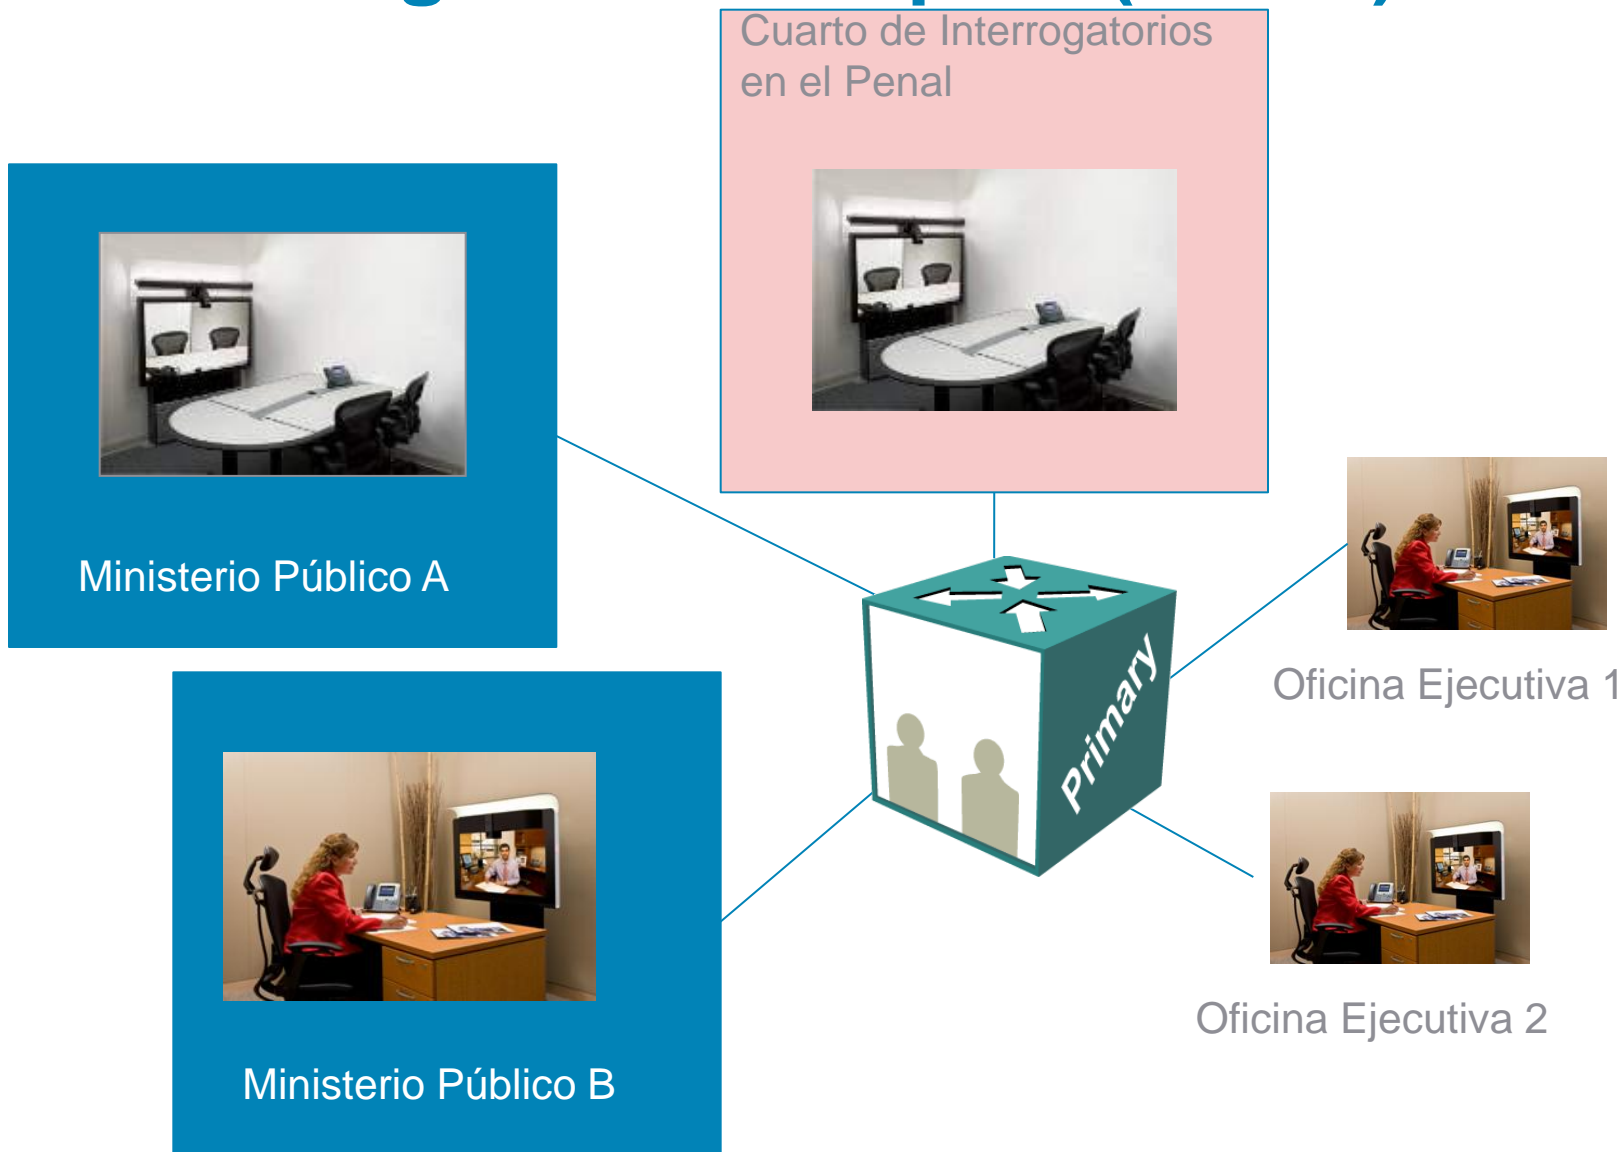 Cuarto de Interrogatorios
en el Penal
Ministerio Público A
Primary
Oficina Ejecutiva 1
Oficina Ejecutiva 2
Ministerio Público B